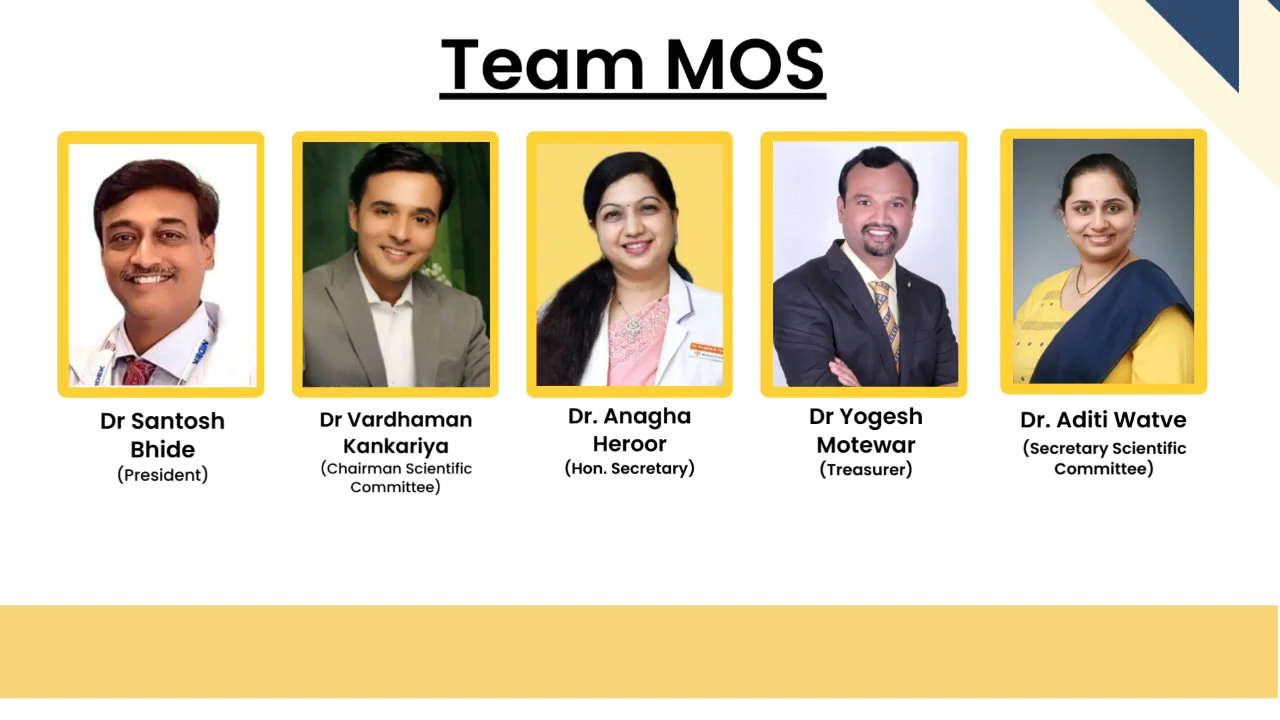 Team MOS
Dr Santosh
Bhide
(President)
Dr Vardhaman
Kankariya
(Chairman Scientific
Committee)
Dr. Anagha
Heroor
(Hon. Secretary)
Dr Yogesh
Motewar
(Treasurer)
Dr. Aditi Watve
(Secretary Scientific
Committee)